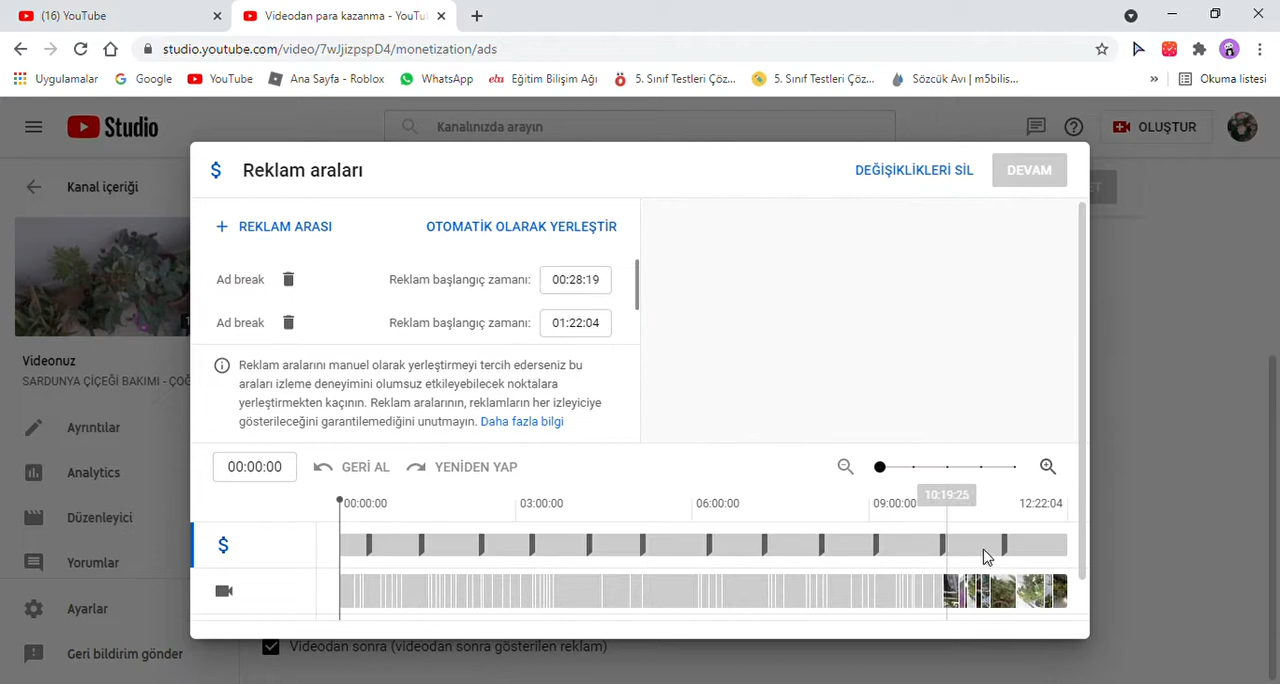 (16) YouTube
Videodan para kazanma - YouTu
studio.youtube.com/video/7wJjizpspD4/monetization/ads
Uygulamalar Google YouTube Ana Sayfa - Roblox WhatsApp eba Eğitim Bilişim Ağı 5. Sınıf Testleri Çöz... 5. Sınıf Testleri Çöz... Sözcük Avı | m5bilis... » Okuma listesi
Studio
Kanalınızda arayın
OLUŞTUR
Kanal içeriği
Videonuz
SARDUNYA ÇİÇEĞİ BAKIMI - ÇOĞ
Ayrıntılar
Analytics
Düzenleyici
Yorumlar
Ayarlar
Geri bildirim gönder
Reklam araları
DEĞİŞİKLİKLERİ SİL
DEVAM
ET
+ REKLAM ARASI
OTOMATİK OLARAK YERLEŞTİR
Ad break Reklam başlangıç zamanı: 00:28:19
Ad break Reklam başlangıç zamanı: 01:22:04
Reklam aralarını manuel olarak yerleştirmeyi tercih ederseniz bu
araları izleme deneyimini olumsuz etkileyebilecek noktalara
yerleştirmekten kaçının. Reklam aralarının, reklamların her izleyiciye
gösterileceğini garantilemediğini unutmayın. Daha fazla bilgi
00:00:00 GERİ AL YENİDEN YAP
10:19:25
00:00:00 03:00:00 06:00:00 09:00:00 12:22:04
$
Videodan sonra (videodan sonra gösterilen reklam)